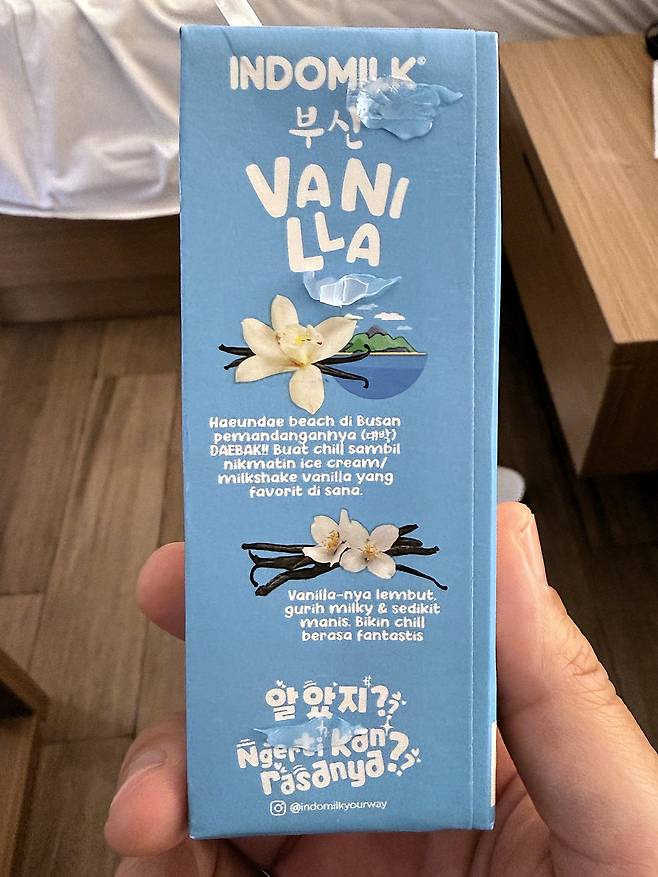 INDOMILK®
부산
VANI
LLA
Haeundae beach di Busan
pemandangannya (대박)
DAEBAK!! Buat chill sambil
nikmatin ice cream/
milkshake vanilla yang
favorit di sana.
Vanilla-nya lembut,
gurih milky & sedikit
manis. Bikin chill
berasa fantastis
알았지?
Ngerti kan
rasanya?
@indomilkyourway